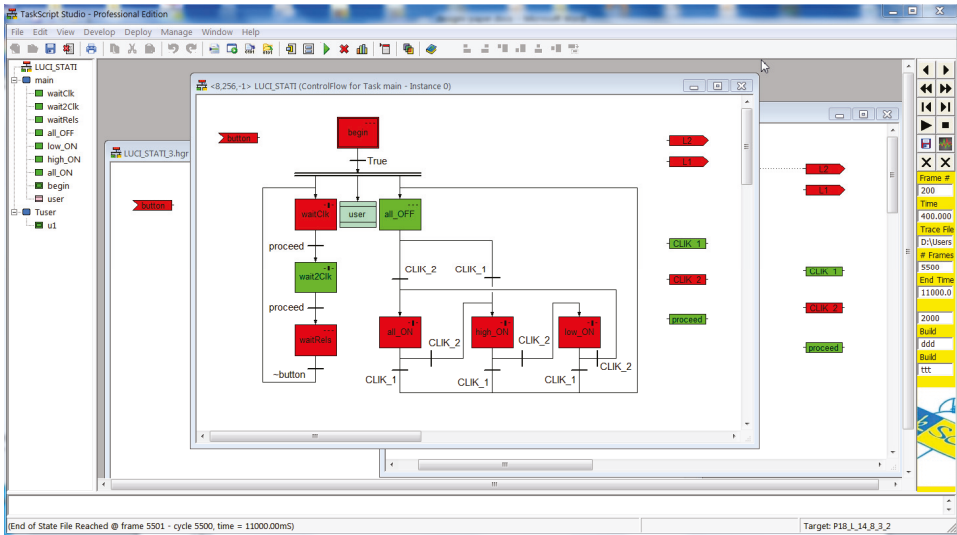 TaskScript Studio - Professional Edition
File Edit View Develop Deploy Manage Window Help
LUCI_STATI
main
waitClk
wait2Clk
waitRels
all_OFF
low_ON
high_ON
all_ON
begin
user
Tuser
u1
LUCI_STATI_3.hgr
button
<8,256,-1> LUCI_STATI (ControlFlow for Task main - Instance 0)
button
begin
True
waitClk
user
all_OFF
proceed
wait2Clk
CLIK_2
CLIK_1
proceed
waitRels
all_ON
high_ON
low_ON
CLIK_2
CLIK_2
CLIK_2
~button
CLIK_1
CLIK_1
CLIK_1
L2
L1
CLIK_1
CLIK_2
proceed
L2
L1
CLIK_1
CLIK_2
proceed
Frame #
200
Time
400.000
Trace File
D:\Users
# Frames
5500
End Time
11000.0
2000
Build
ddd
Build
ttt
(End of State File Reached @ frame 5501 - cycle 5500, time = 11000.00mS)
Target: P18_L_14_8_3_2